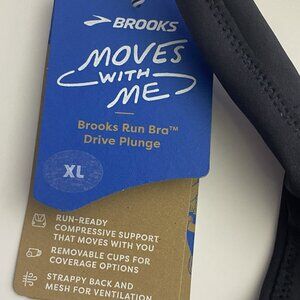 BROOKS
MOVES
WITH
ME
Brooks Run Bra™
Drive Plunge
XL
RUN-READY
COMPRESSIVE SUPPORT
THAT MOVES WITH YOU
REMOVABLE CUPS FOR
COVERAGE OPTIONS
STRAPPY BACK AND
MESH FOR VENTILATION